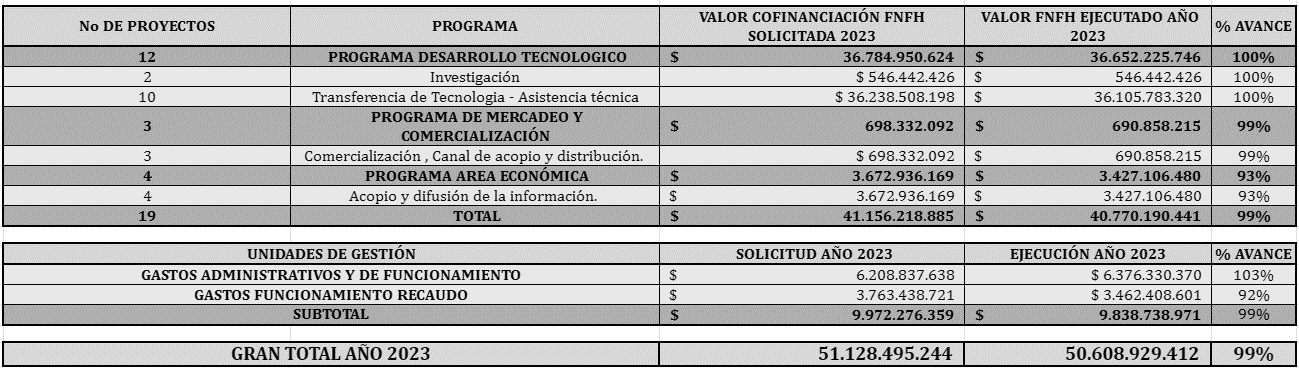 No DE PROYECTOS PROGRAMA VALOR COFINANCIACIÓN FNFH SOLICITADA 2023 VALOR FNFH EJECUTADO AÑO 2023 % AVANCE
12 PROGRAMA DESARROLLO TECNOLOGICO $ 36.784.950.624 $ 36.652.225.746 100%
2 Investigación $ 546.442.426 $ 546.442.426 100%
10 Transferencia de Tecnologia - Asistencia técnica $ 36.238.508.198 $ 36.105.783.320 100%
3 PROGRAMA DE MERCADEO Y COMERCIALIZACIÓN $ 698.332.092 $ 690.858.215 99%
3 Comercialización , Canal de acopio y distribución. $ 698.332.092 $ 690.858.215 99%
4 PROGRAMA AREA ECONÓMICA $ 3.672.936.169 $ 3.427.106.480 93%
4 Acopio y difusión de la información. $ 3.672.936.169 $ 3.427.106.480 93%
19 TOTAL $ 41.156.218.885 $ 40.770.190.441 99%
UNIDADES DE GESTIÓN SOLICITUD AÑO 2023 EJECUCIÓN AÑO 2023 % AVANCE
GASTOS ADMINISTRATIVOS Y DE FUNCIONAMIENTO $ 6.208.837.638 $ 6.376.330.370 103%
GASTOS FUNCIONAMIENTO RECAUDO $ 3.763.438.721 $ 3.462.408.601 92%
SUBTOTAL $ 9.972.276.359 $ 9.838.738.971 99%
GRAN TOTAL AÑO 2023 51.128.495.244 50.608.929.412 99%